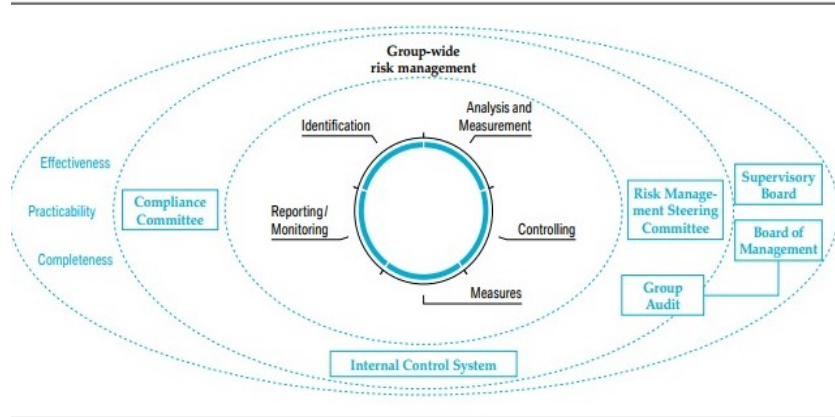 Group-wide
risk management
Analysis and
Measurement
Identification
Effectiveness
Supervisory
Board
Compliance
Committee
Risk Manage-
ment Steering
Committee
Practicability
Reporting/
Monitoring
Controlling
Board of
Management
Completeness
Measures
Group
Audit
Internal Control System